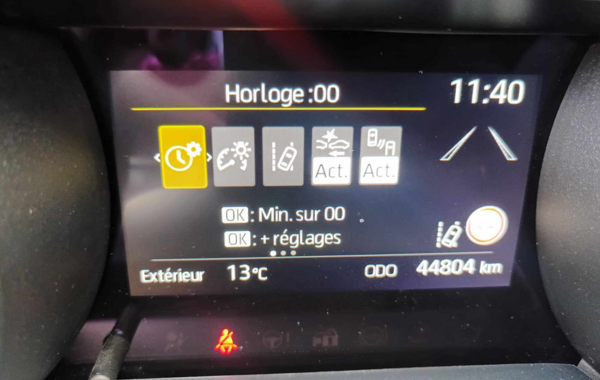 Horloge :00
11:40
Act.
Act.
OK : Min. sur 00
OK : + réglages
Extérieur 13°C ODO 44804 km